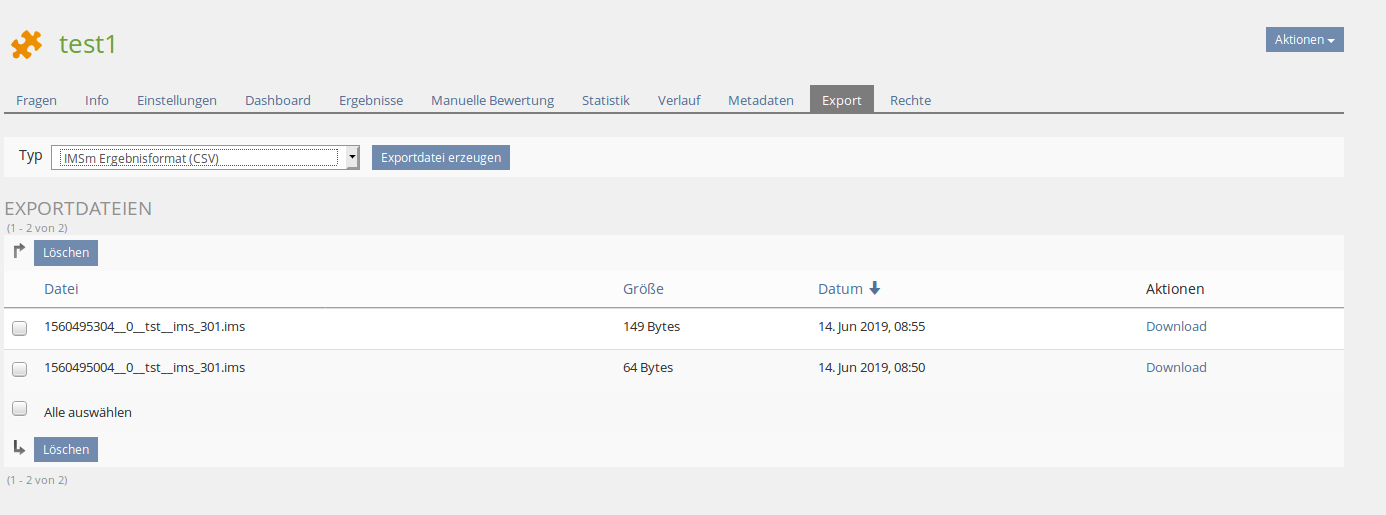 test1
Aktionen
Fragen Info Einstellungen Dashboard Ergebnisse Manuelle Bewertung Statistik Verlauf Metadaten Export Rechte
Typ IMSm Ergebnisformat (CSV) Exportdatei erzeugen
EXPORTDATEIEN
(1 - 2 von 2)
Löschen
Datei Größe Datum Aktionen
1560495304__0__tst__ims_301.ims 149 Bytes 14. Jun 2019, 08:55 Download
1560495004__0__tst__ims_301.ims 64 Bytes 14. Jun 2019, 08:50 Download
Alle auswählen
Löschen
(1 - 2 von 2)